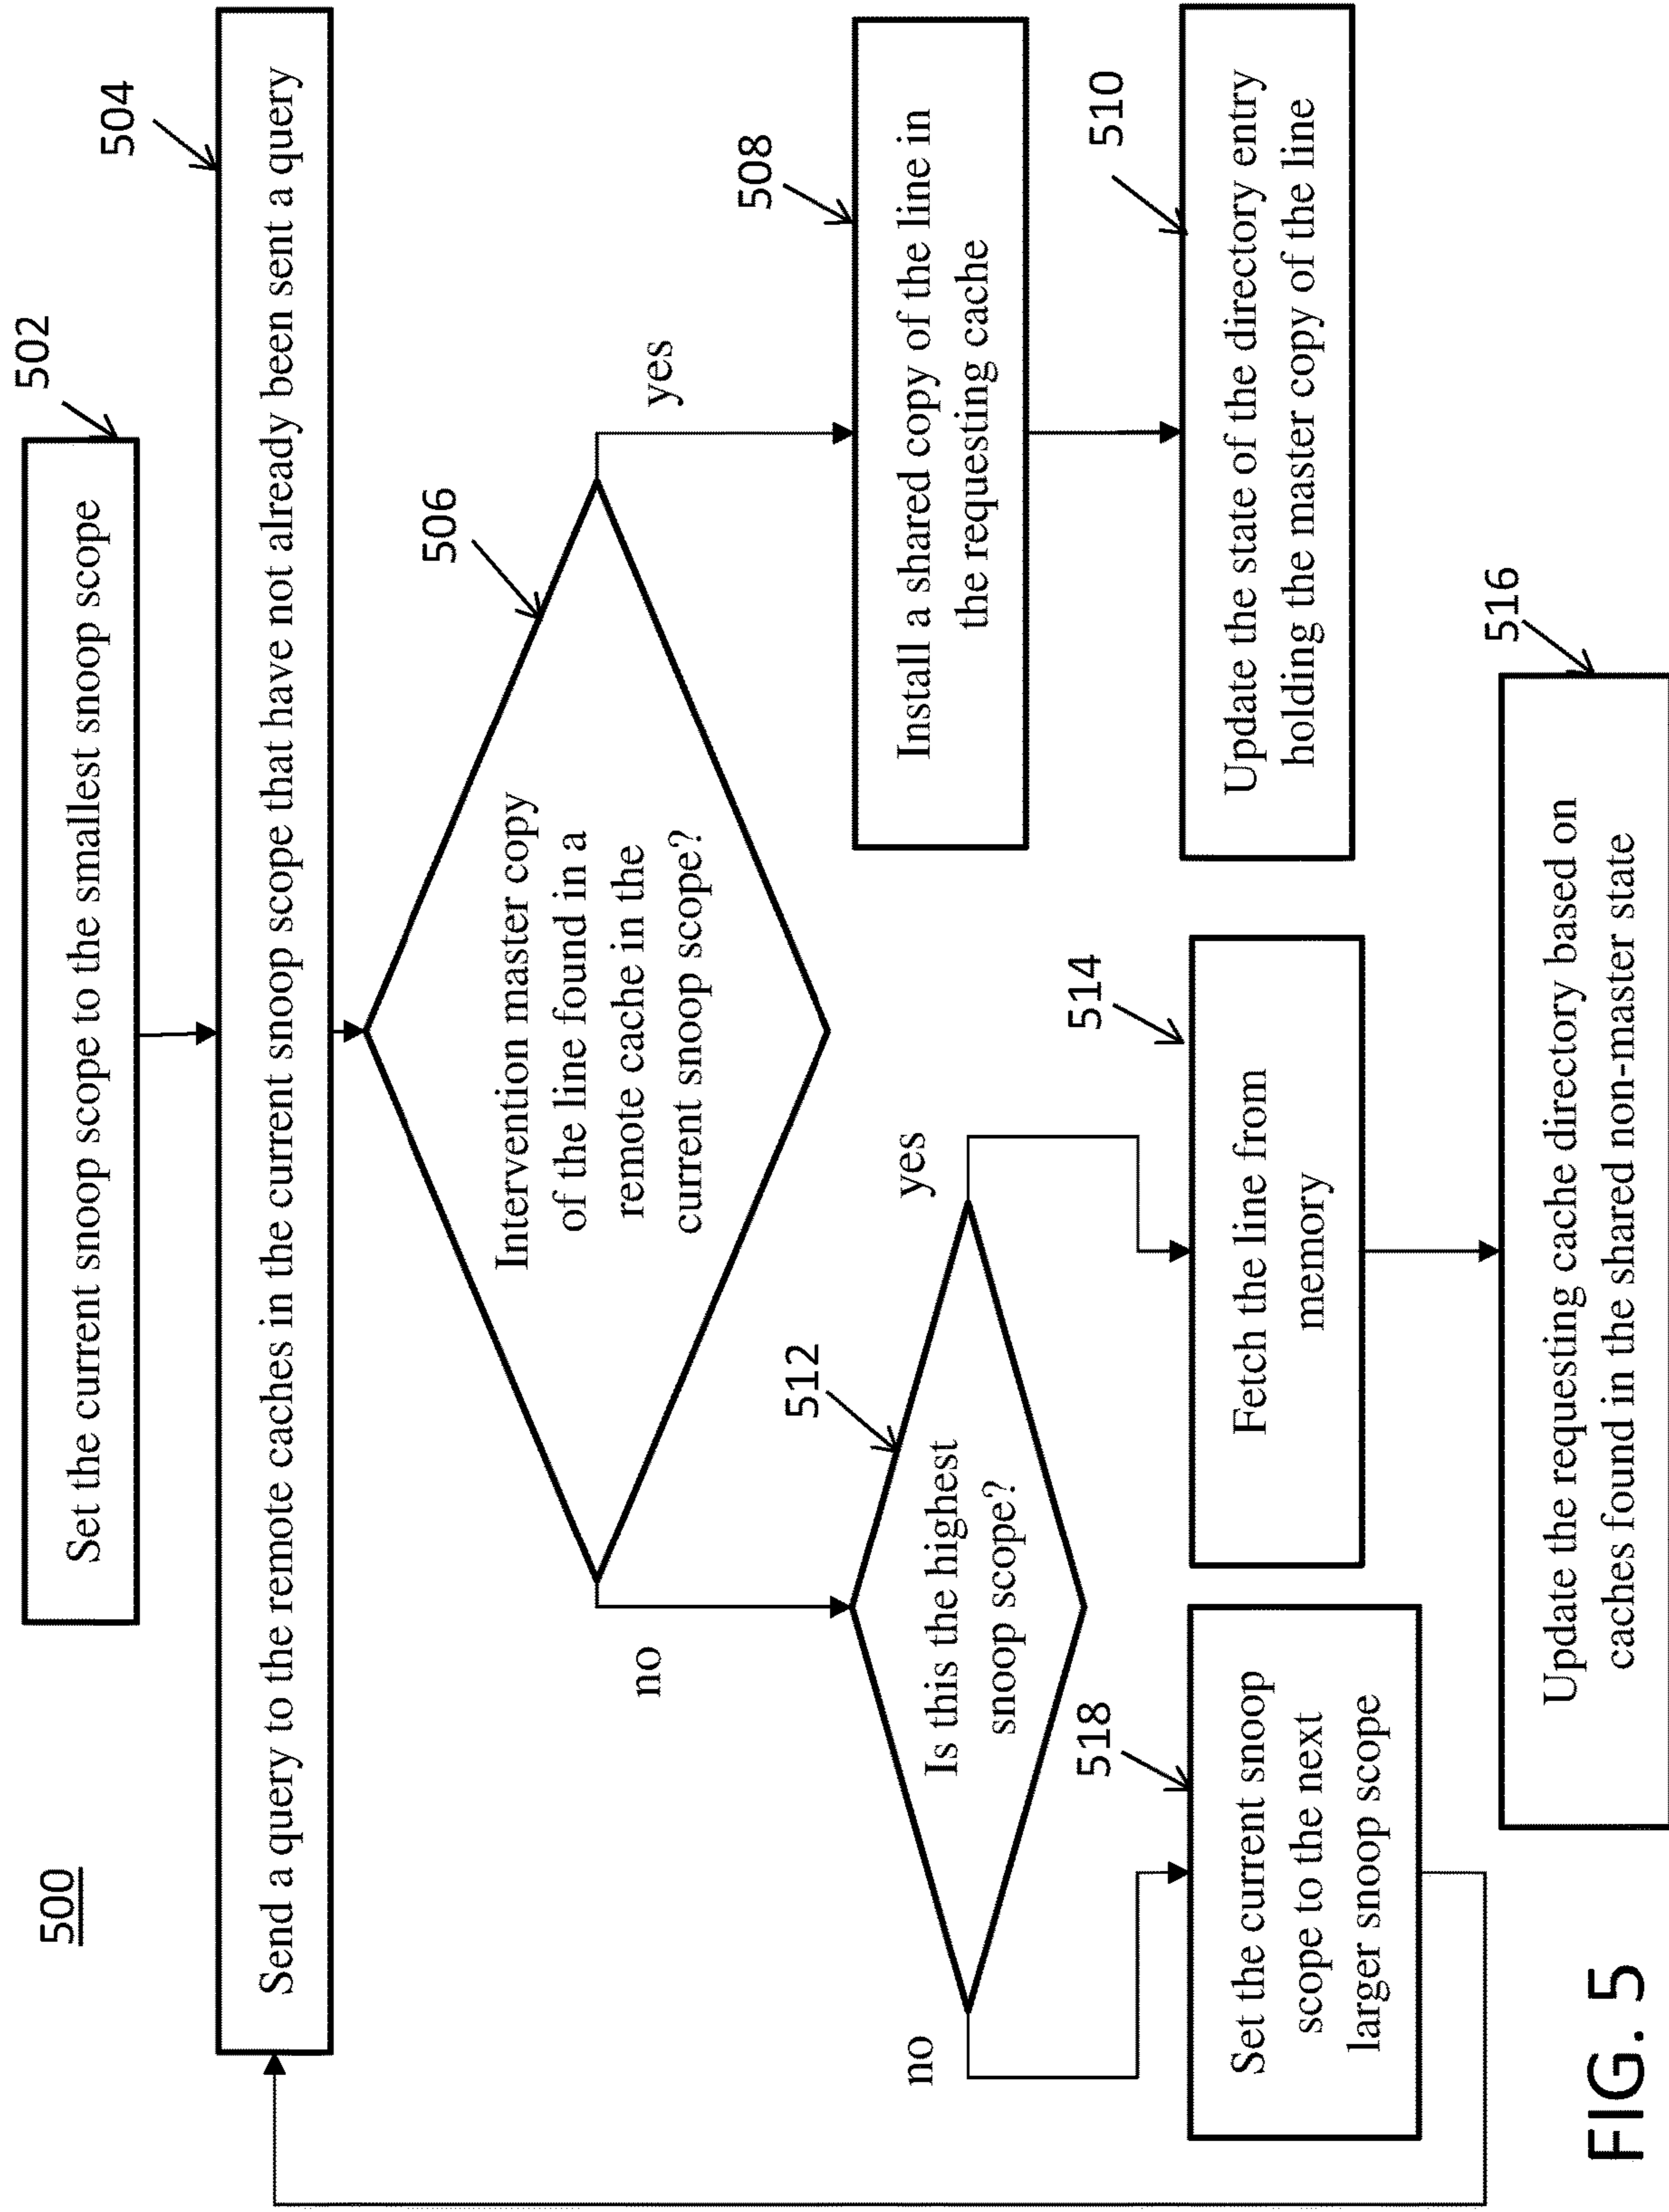 500
502
Set the current snoop scope to the smallest snoop scope
504
Send a query to the remote caches in the current snoop scope that have not already been sent a query
506
Intervention master copy
of the line found in a
remote cache in the
current snoop scope?
yes
no
508
Install a shared copy of the line in
the requesting cache
510
Update the state of the directory entry
holding the master copy of the line
512
Is this the highest
snoop scope?
yes
no
514
Fetch the line from
memory
516
Update the requesting cache directory based on
caches found in the shared non-master state
518
Set the current snoop
scope to the next
larger snoop scope
FIG. 5